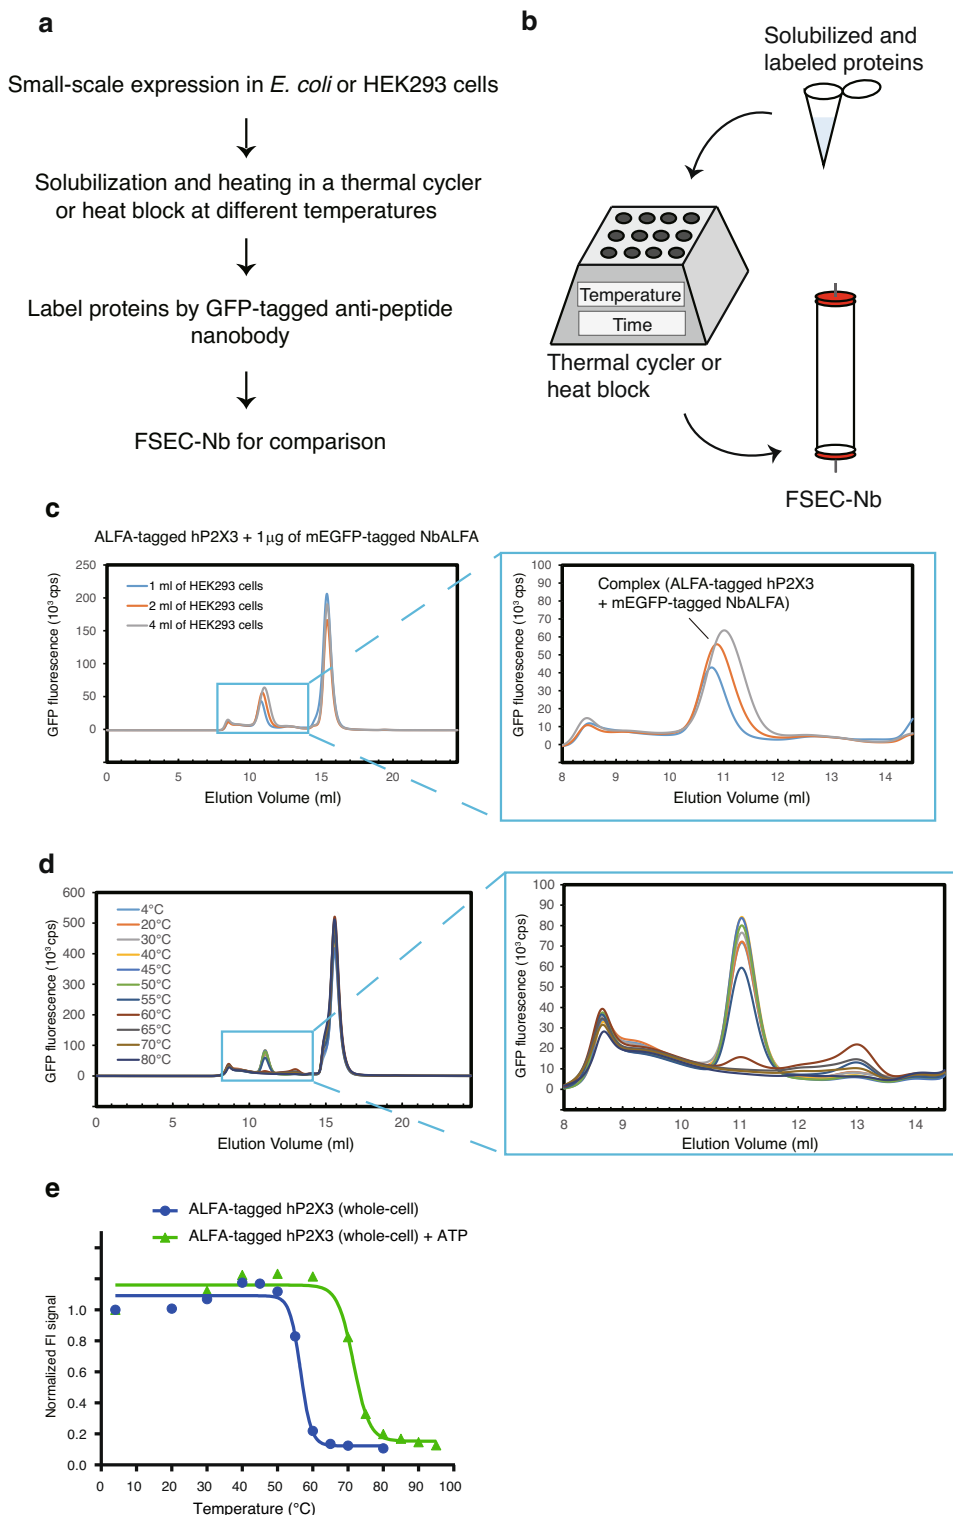 a
Small-scale expression in E. coli or HEK293 cells
Solubilization and heating in a thermal cycler
or heat block at different temperatures
Label proteins by GFP-tagged anti-peptide
nanobody
FSEC-Nb for comparison
b
Solubilized and
labeled proteins
Temperature
Time
Thermal cycler or
heat block
FSEC-Nb
c
ALFA-tagged hP2X3 + 1µg of mEGFP-tagged NbALFA
GFP fluorescence (10³ cps)
250
200
150
100
50
0
1 ml of HEK293 cells
2 ml of HEK293 cells
4 ml of HEK293 cells
0 5 10 15 20
Elution Volume (ml)
GFP fluorescence (10³ cps)
100
90
80
70
60
50
40
30
20
10
0
Complex (ALFA-tagged hP2X3
+ mEGFP-tagged NbALFA)
8 9 10 11 12 13 14
Elution Volume (ml)
d
GFP fluorescence (10³ cps)
600
500
400
300
200
100
0
4°C
20°C
30°C
40°C
45°C
50°C
55°C
60°C
65°C
70°C
80°C
0 5 10 15 20
Elution Volume (ml)
GFP fluorescence (10³ cps)
100
90
80
70
60
50
40
30
20
10
0
8 9 10 11 12 13 14
Elution Volume (ml)
e
ALFA-tagged hP2X3 (whole-cell)
ALFA-tagged hP2X3 (whole-cell) + ATP
Normalized FI signal
1.0
0.8
0.6
0.4
0.2
0.0
0 10 20 30 40 50 60 70 80 90 100
Temperature (°C)